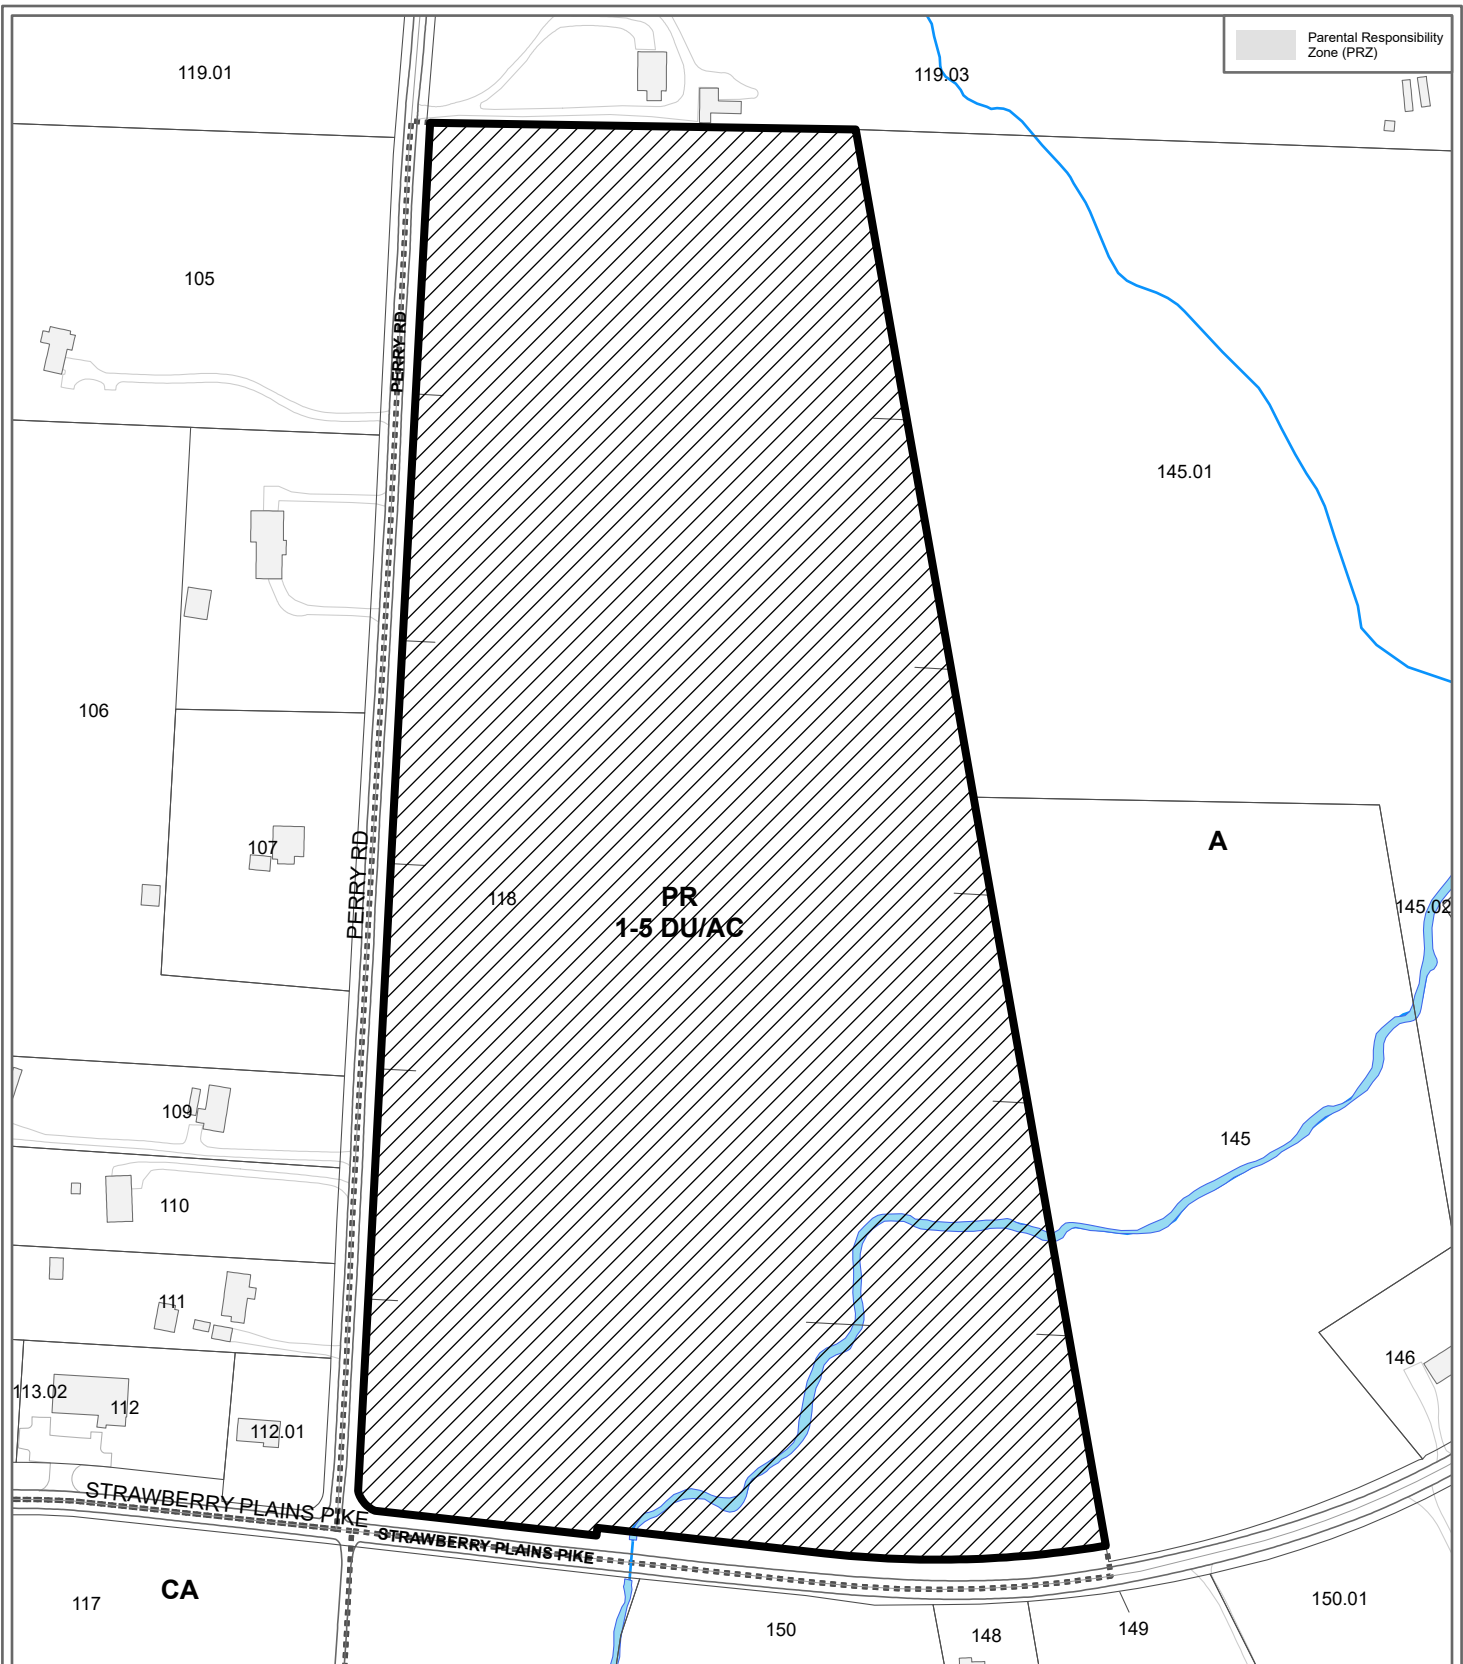 Parental Responsibility
Zone (PRZ)
119.01
119.03
105
PERRY RD
145.01
106
A
107
PERRY RD
118
PR
1-5 DU/AC
145.02
109
145
110
111
146
113.02
112
112.01
STRAWBERRY PLAINS PIKE
STRAWBERRY PLAINS PIKE
CA
117
150
148
149
150.01